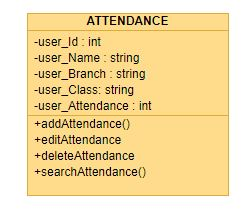 ATTENDANCE
-user_Id : int
-user_Name : string
-user_Branch : string
-user_Class: string
-user_Attendance : int
+addAttendance()
+editAttendance
+deleteAttendance
+searchAttendance()